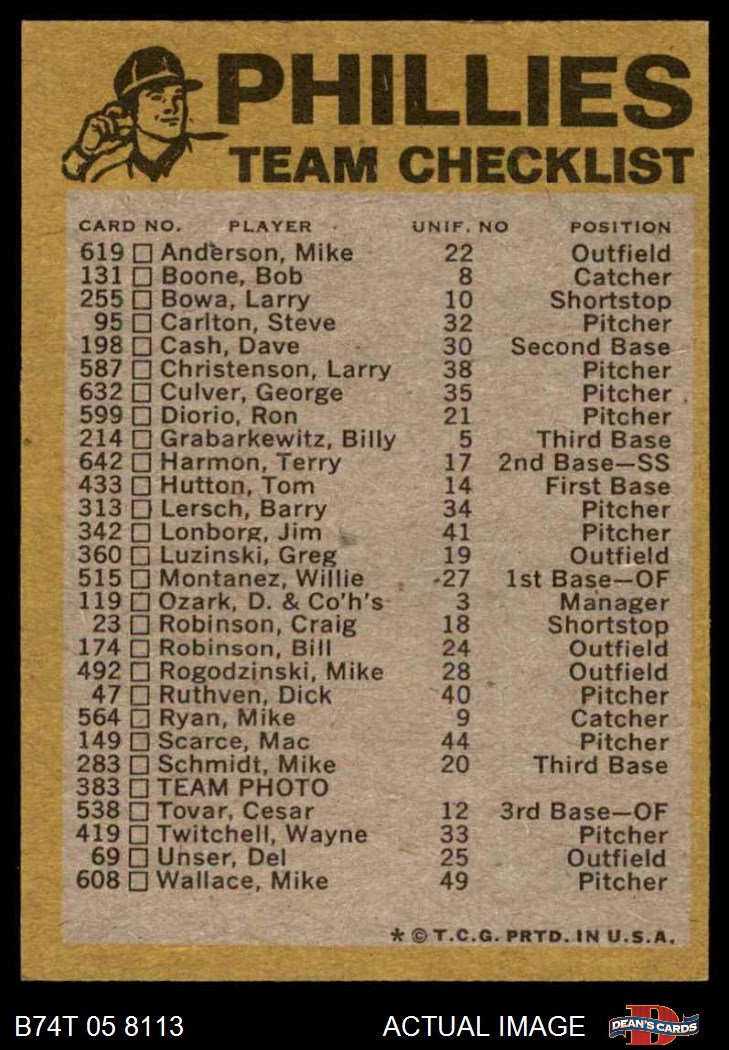 PHILLIES
TEAM CHECKLIST
CARD NO. PLAYER UNIF. NO POSITION
619 Anderson, Mike 22 Outfield
131 Boone, Bob 8 Catcher
255 Bowa, Larry 10 Shortstop
95 Carlton, Steve 32 Pitcher
198 Cash, Dave 30 Second Base
587 Christenson, Larry 38 Pitcher
632 Culver, George 35 Pitcher
599 Diorio, Ron 21 Pitcher
214 Grabarkewitz, Billy 5 Third Base
642 Harmon, Terry 17 2nd Base—SS
433 Hutton, Tom 14 First Base
313 Lersch, Barry 34 Pitcher
342 Lonborg, Jim 41 Pitcher
360 Luzinski, Greg 19 Outfield
515 Montanez, Willie 27 1st Base—OF
119 Ozark, D. & Co'h's 3 Manager
23 Robinson, Craig 18 Shortstop
174 Robinson, Bill 24 Outfield
492 Rogodzinski, Mike 28 Outfield
47 Ruthven, Dick 40 Pitcher
564 Ryan, Mike 9 Catcher
149 Scarce, Mac 44 Pitcher
283 Schmidt, Mike 20 Third Base
383 TEAM PHOTO
538 Tovar, Cesar 12 3rd Base—OF
419 Twitchell, Wayne 33 Pitcher
69 Unser, Del 25 Outfield
608 Wallace, Mike 49 Pitcher
* © T.C.G. PRTD. IN U.S.A.
B74T 05 8113 ACTUAL IMAGE DEAN'S CARDS